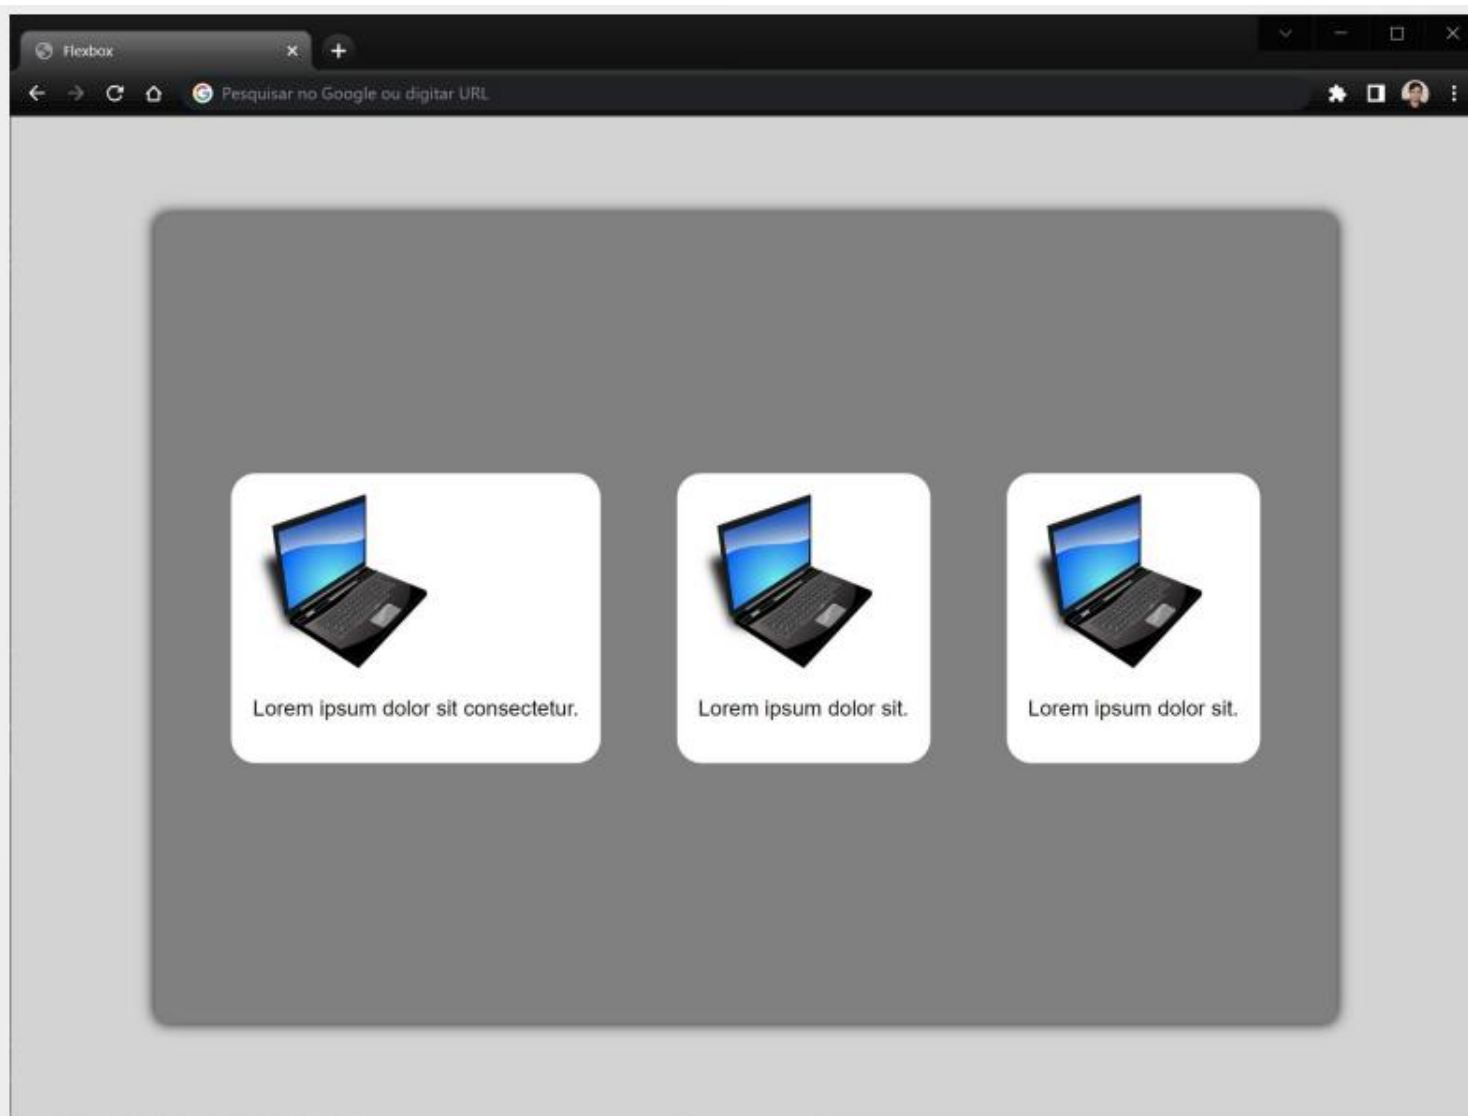 Flexbox
Pesquisar no Google ou digitar URL
Lorem ipsum dolor sit consectetur.
Lorem ipsum dolor sit.
Lorem ipsum dolor sit.